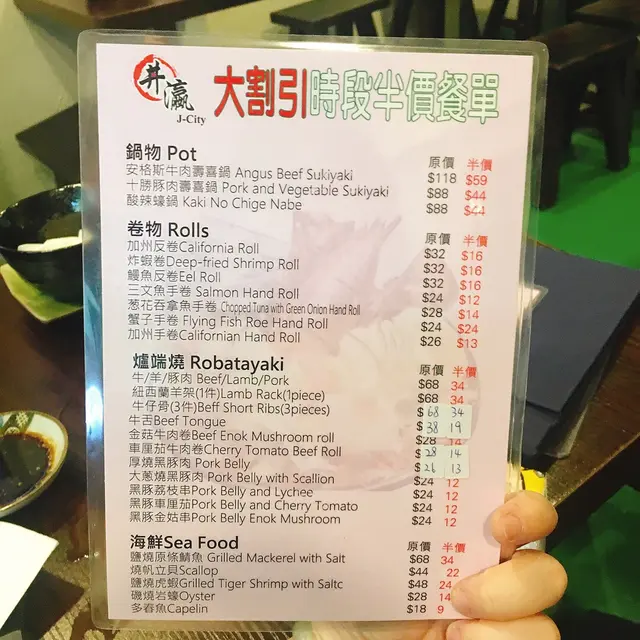 井瀛 J-City
大割引時段半價餐單
鍋物 Pot 原價 半價
安格斯牛肉壽喜鍋 Angus Beef Sukiyaki $118 $59
十勝豚肉壽喜鍋 Pork and Vegetable Sukiyaki $88 $44
酸辣蠔鍋 Kaki No Chige Nabe $88 $44
卷物 Rolls 原價 半價
加州反卷California Roll $32 $16
炸蝦卷Deep-fried Shrimp Roll $32 $16
鰻魚反卷Eel Roll $32 $16
三文魚手卷 Salmon Hand Roll $24 $12
葱花吞拿魚手卷 Chopped Tuna with Green Onion Hand Roll $28 $14
蟹子手卷 Flying Fish Roe Hand Roll $24 $24
加州手卷Californian Hand Roll $26 $13
爐端燒 Robatayaki 原價 半價
牛/羊/豚肉 Beef/Lamb/Pork $68 34
紐西蘭羊架(1件)Lamb Rack(1piece) $68 34
牛仔骨(3件)Beff Short Ribs(3pieces) $68 34
牛舌Beef Tongue $38 19
金菇牛肉卷Beef Enok Mushroom roll $28 14
車厘茄牛肉卷Cherry Tomato Beef Roll $28 14
厚燒黑豚肉 Pork Belly $26 13
大蔥燒黑豚肉 Pork Belly with Scallion $24 12
黑豚荔枝串Pork Belly and Lychee $24 12
黑豚車厘茄Pork Belly and Cherry Tomato $24 12
黑豚金菇串Pork Belly Enok Mushroom $24 12
海鮮Sea Food 原價 半價
鹽燒原條鯖魚 Grilled Mackerel with Salt $68 34
燒帆立貝Scallop $44 22
鹽燒虎蝦Grilled Tiger Shrimp with Saltc $48 24
磯燒岩蠔Oyster $28 14
多春魚Capelin $18 9